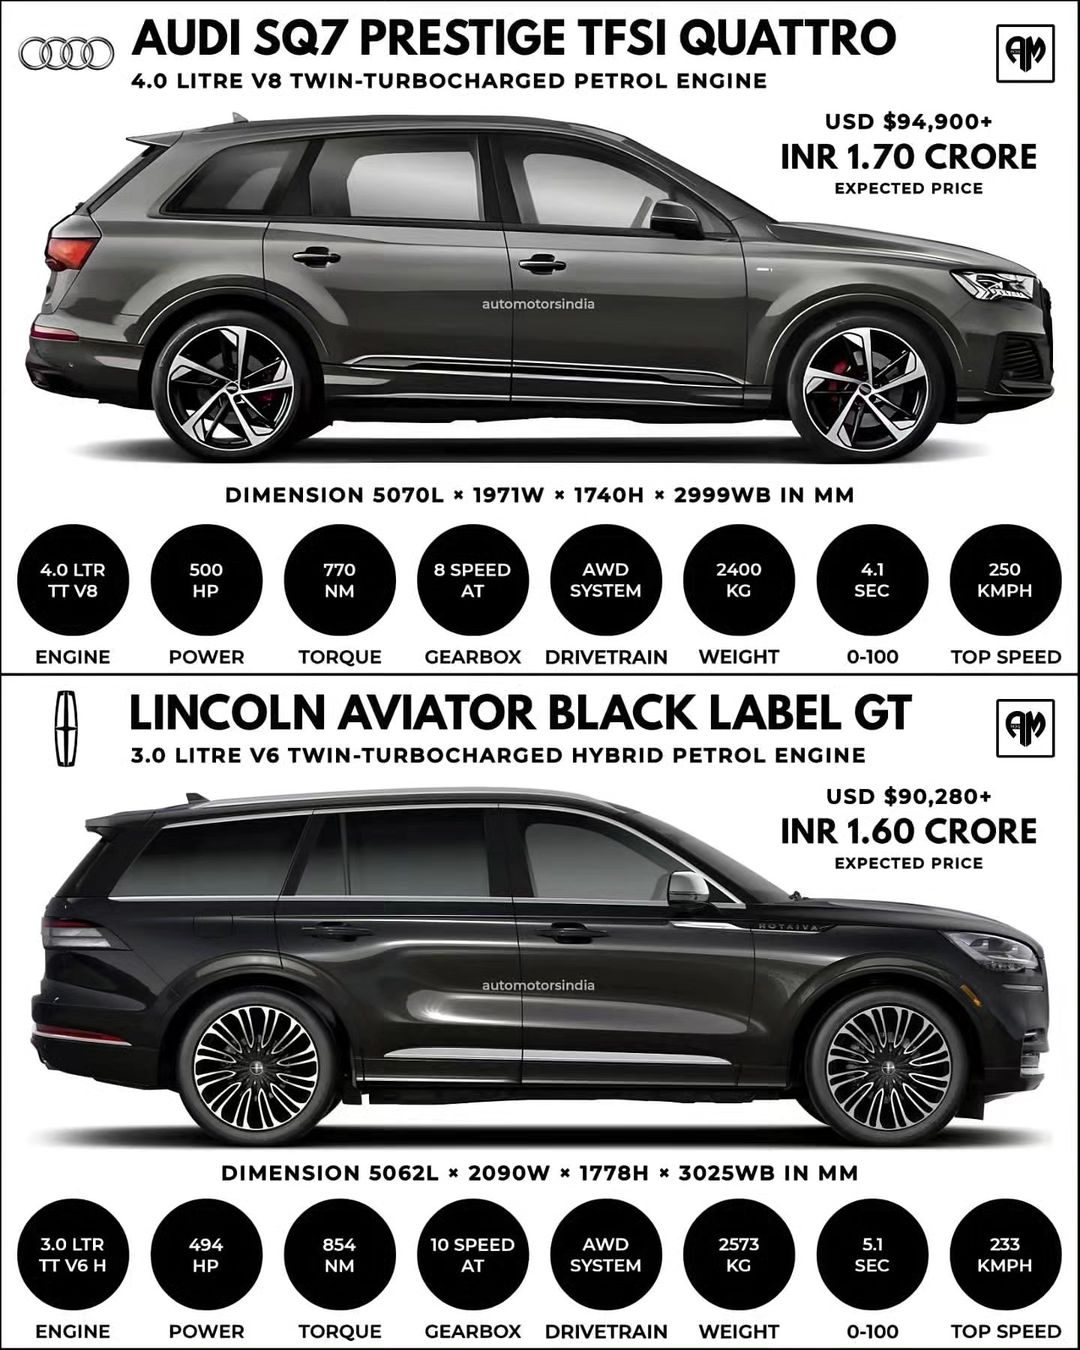 AUDI SQ7 PRESTIGE TFSI QUATTRO
4.0 LITRE V8 TWIN-TURBOCHARGED PETROL ENGINE
AM
USD $94,900+
INR 1.70 CRORE
EXPECTED PRICE
automotorsindia
DIMENSION 5070L × 1971W × 1740H × 2999WB IN MM
4.0 LTR TT V8
500 HP
770 NM
8 SPEED AT
AWD SYSTEM
2400 KG
4.1 SEC
250 KMPH
ENGINE POWER TORQUE GEARBOX DRIVETRAIN WEIGHT 0-100 TOP SPEED
LINCOLN AVIATOR BLACK LABEL GT
3.0 LITRE V6 TWIN-TURBOCHARGED HYBRID PETROL ENGINE
AM
USD $90,280+
INR 1.60 CRORE
EXPECTED PRICE
AVIATOR
automotorsindia
DIMENSION 5062L × 2090W × 1778H × 3025WB IN MM
3.0 LTR TT V6 H
494 HP
854 NM
10 SPEED AT
AWD SYSTEM
2573 KG
5.1 SEC
233 KMPH
ENGINE POWER TORQUE GEARBOX DRIVETRAIN WEIGHT 0-100 TOP SPEED